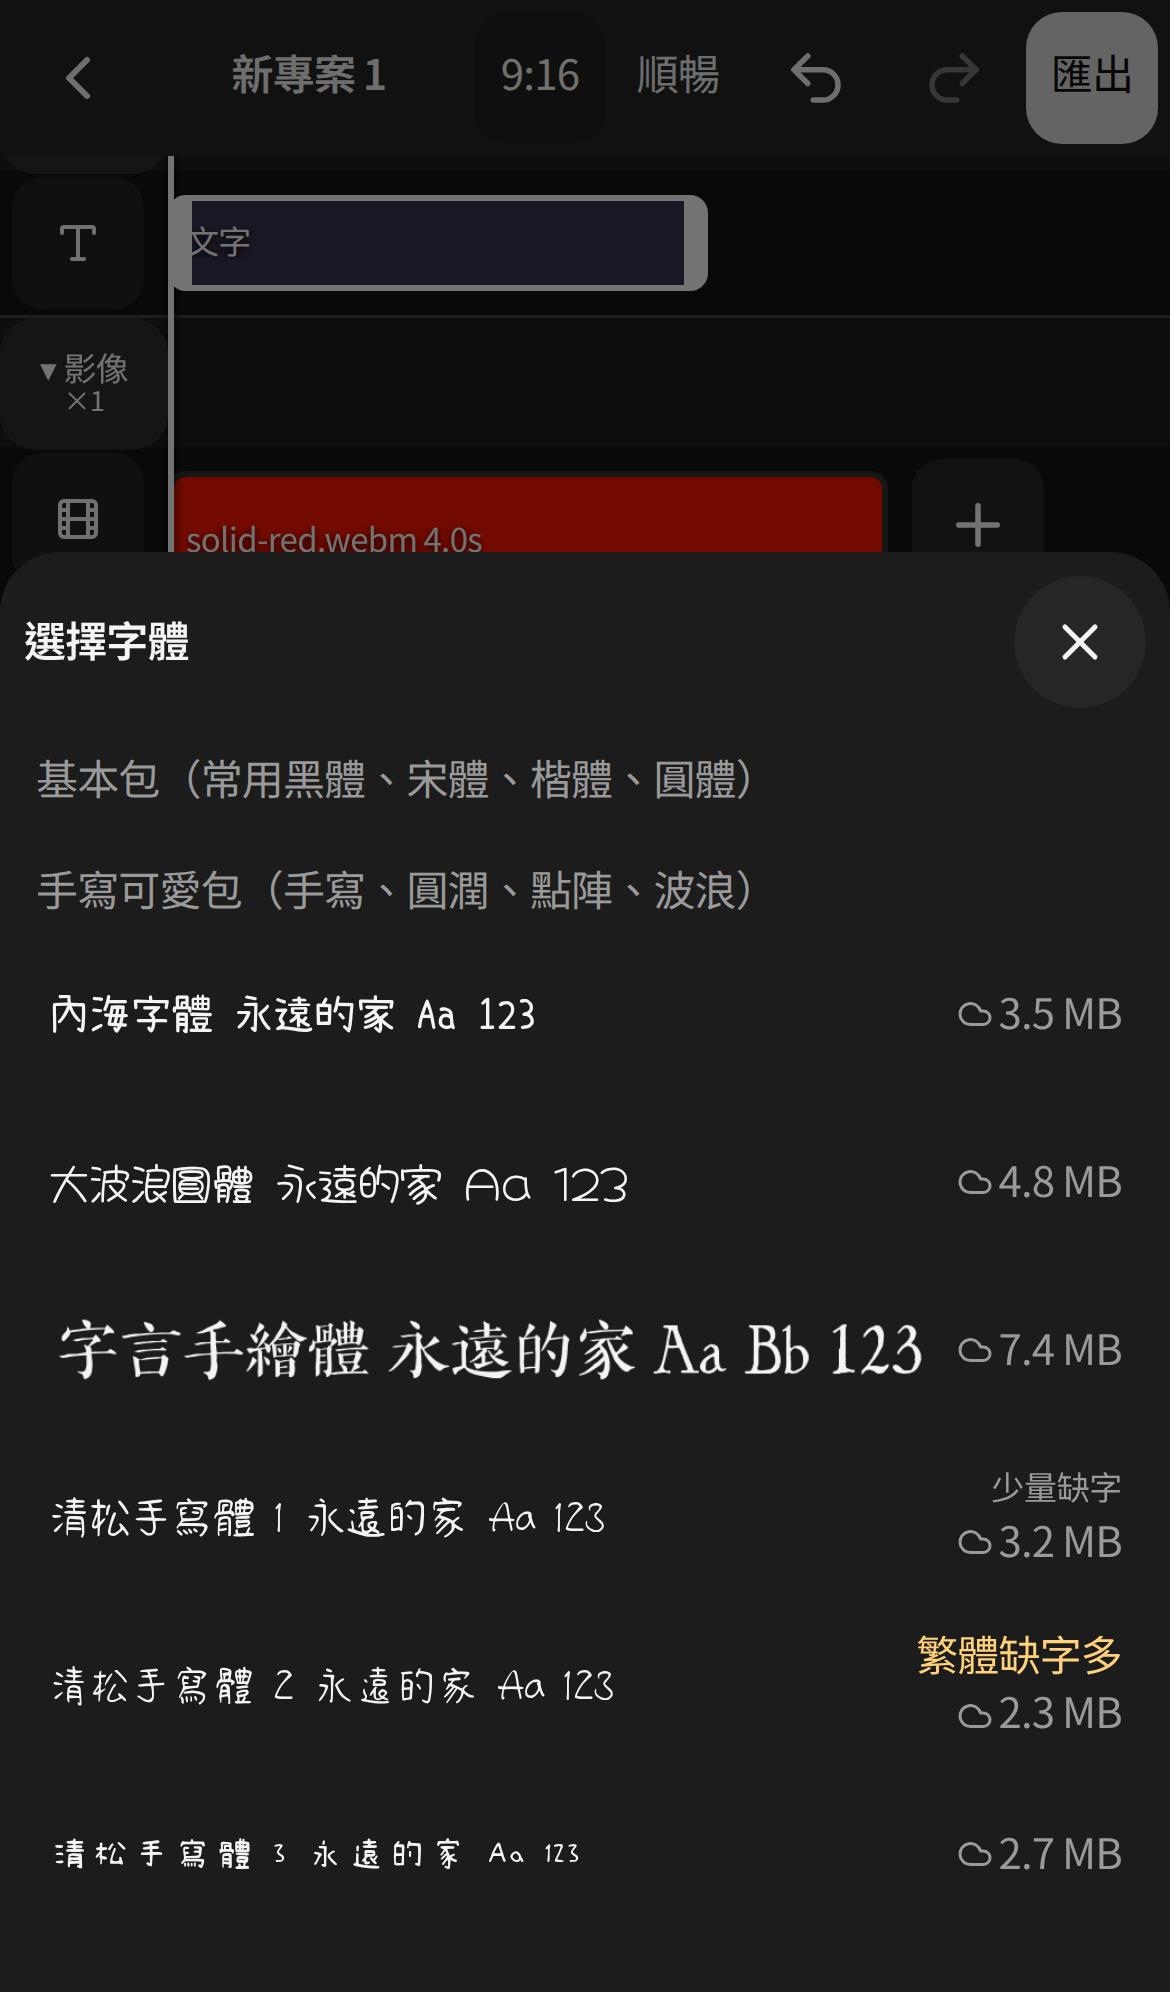 新專案 1 9:16 順暢 匯出
文字
▾ 影像
×1
solid-red.webm 4.0s
選擇字體
基本包（常用黑體、宋體、楷體、圓體）
手寫可愛包（手寫、圓潤、點陣、波浪）
內海字體 永遠的家 Aa 123 3.5 MB
大波浪圓體 永遠的家 Aa 123 4.8 MB
字言手繪體 永遠的家 Aa Bb 123 7.4 MB
少量缺字
清松手寫體 1 永遠的家 Aa 123 3.2 MB
繁體缺字多
清松手寫體 2 永遠的家 Aa 123 2.3 MB
清松手寫體 3 永遠的家 Aa 123 2.7 MB